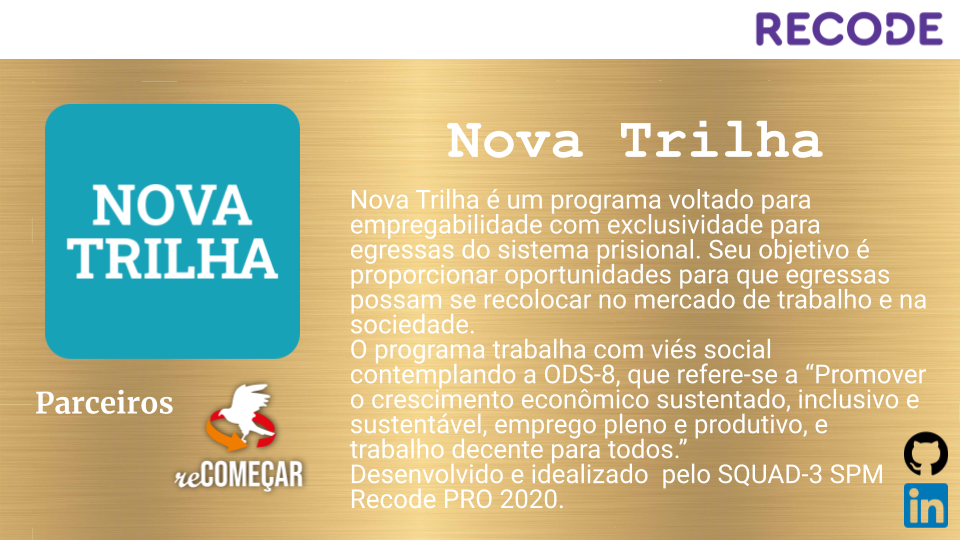 RECODE
NOVA
TRILHA
Nova Trilha
Nova Trilha é um programa voltado para
empregabilidade com exclusividade para
egressas do sistema prisional. Seu objetivo é
proporcionar oportunidades para que egressas
possam se recolocar no mercado de trabalho e na
sociedade.
O programa trabalha com viés social
contemplando a ODS-8, que refere-se a “Promover
o crescimento econômico sustentado, inclusivo e
sustentável, emprego pleno e produtivo, e
trabalho decente para todos.”
Desenvolvido e idealizado  pelo SQUAD-3 SPM
Recode PRO 2020.
Parceiros
reCOMEÇAR
in